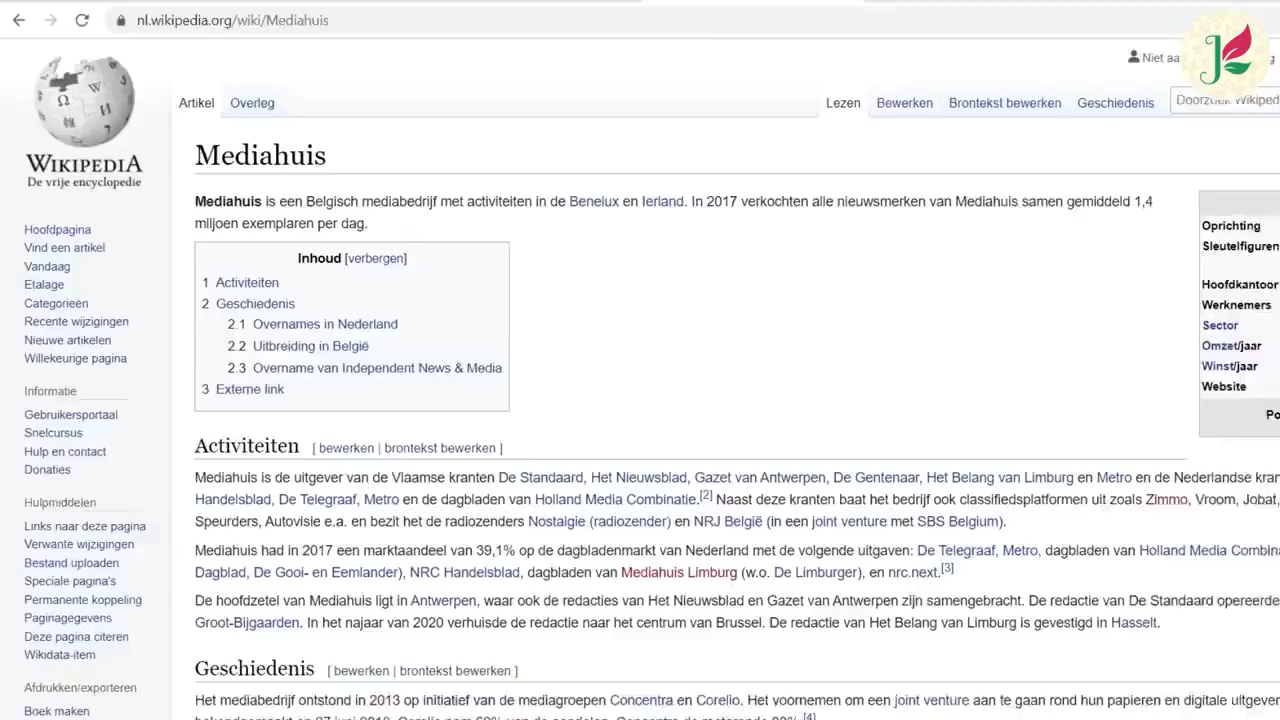 nl.wikipedia.org/wiki/Mediahuis
Niet aa
Artikel Overleg Lezen Bewerken Brontekst bewerken Geschiedenis Doorzoek Wikiped
WIKIPEDIA
De vrije encyclopedie
Hoofdpagina
Vind een artikel
Vandaag
Etalage
Categorieën
Recente wijzigingen
Nieuwe artikelen
Willekeurige pagina
Informatie
Gebruikersportaal
Snelcursus
Hulp en contact
Donaties
Hulpmiddelen
Links naar deze pagina
Verwante wijzigingen
Bestand uploaden
Speciale pagina's
Permanente koppeling
Paginagegevens
Deze pagina citeren
Wikidata-item
Afdrukken/exporteren
Boek maken
Mediahuis
Mediahuis is een Belgisch mediabedrijf met activiteiten in de Benelux en Ierland. In 2017 verkochten alle nieuwsmerken van Mediahuis samen gemiddeld 1,4
miljoen exemplaren per dag.
Inhoud [verbergen]
1 Activiteiten
2 Geschiedenis
2.1 Overnames in Nederland
2.2 Uitbreiding in België
2.3 Overname van Independent News & Media
3 Externe link
Oprichting
Sleutelfiguren
Hoofdkantoor
Werknemers
Sector
Omzet/jaar
Winst/jaar
Website
Po
Activiteiten [ bewerken | brontekst bewerken ]
Mediahuis is de uitgever van de Vlaamse kranten De Standaard, Het Nieuwsblad, Gazet van Antwerpen, De Gentenaar, Het Belang van Limburg en Metro en de Nederlandse kran
Handelsblad, De Telegraaf, Metro en de dagbladen van Holland Media Combinatie.[2] Naast deze kranten baat het bedrijf ook classifiedsplatformen uit zoals Zimmo, Vroom, Jobat,
Speurders, Autovisie e.a. en bezit het de radiozenders Nostalgie (radiozender) en NRJ België (in een joint venture met SBS Belgium).
Mediahuis had in 2017 een marktaandeel van 39,1% op de dagbladenmarkt van Nederland met de volgende uitgaven: De Telegraaf, Metro, dagbladen van Holland Media Combina
Dagblad, De Gooi- en Eemlander), NRC Handelsblad, dagbladen van Mediahuis Limburg (w.o. De Limburger), en nrc.next.[3]
De hoofdzetel van Mediahuis ligt in Antwerpen, waar ook de redacties van Het Nieuwsblad en Gazet van Antwerpen zijn samengebracht. De redactie van De Standaard opereerde
Groot-Bijgaarden. In het najaar van 2020 verhuisde de redactie naar het centrum van Brussel. De redactie van Het Belang van Limburg is gevestigd in Hasselt.
Geschiedenis [ bewerken | brontekst bewerken ]
Het mediabedrijf ontstond in 2013 op initiatief van de mediagroepen Concentra en Corelio. Het voornemen om een joint venture aan te gaan rond hun papieren en digitale uitgever